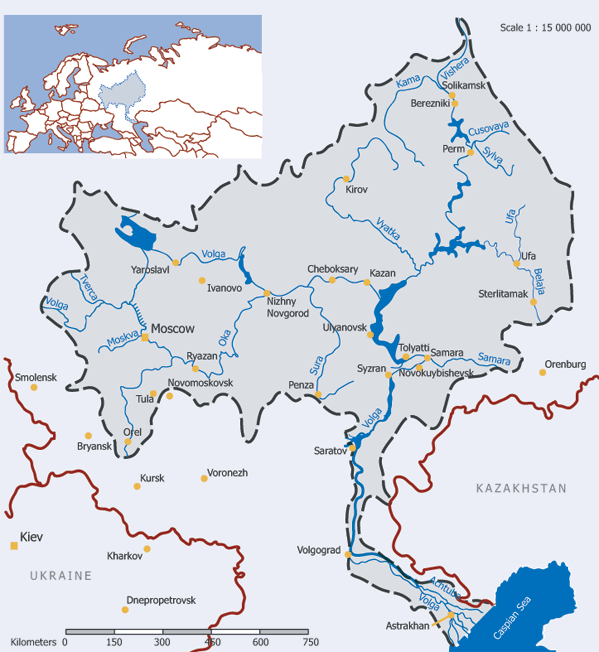 Scale 1 : 15 000 000
Kama
Vishera
Solikamsk
Berezniki
Cusovaya
Perm
Sylva
Kirov
Vyatka
Ufa
Ufa
Belaja
Sterlitamak
Volga
Yaroslavl
Ivanovo
Cheboksary
Kazan
Nizhny
Novgorod
Tverca
Volga
Moskva
Moscow
Oka
Ulyanovsk
Tolyatti
Samara
Samara
Syzran
Novokuybishevsk
Orenburg
Ryazan
Novomoskovsk
Sura
Penza
Smolensk
Tula
Volga
Orel
Bryansk
Saratov
Kursk
Voronezh
KAZAKHSTAN
Kiev
Kharkov
Volgograd
UKRAINE
Achtuba
Volga
Dnepropetrovsk
Astrakhan
Caspian Sea
Kilometers
0
150
300
450
600
750